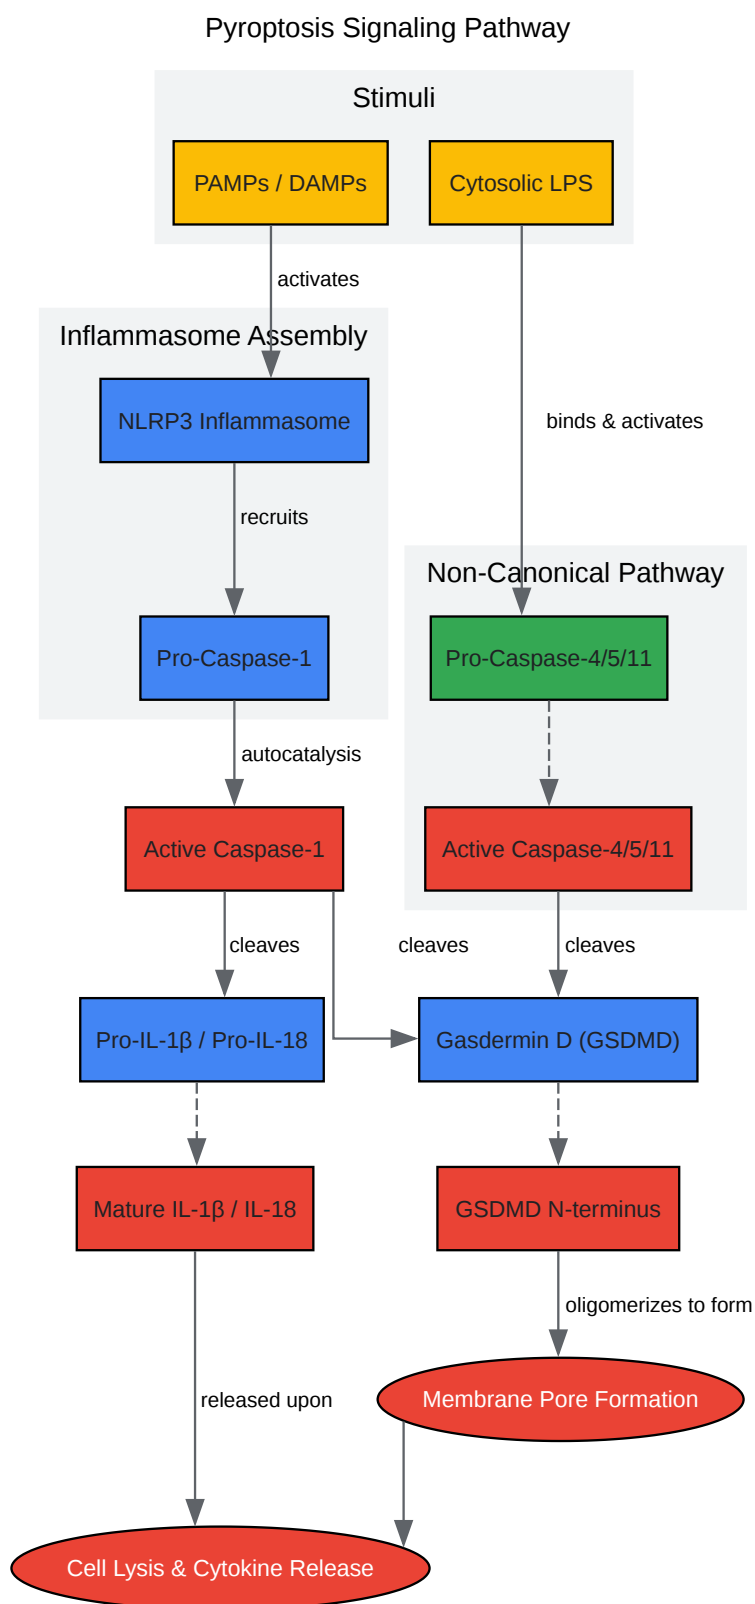 Pyroptosis Signaling Pathway
Stimuli
PAMPs / DAMPs
Cytosolic LPS
activates
Inflammasome Assembly
NLRP3 Inflammasome
binds & activates
recruits
Non-Canonical Pathway
Pro-Caspase-1
Pro-Caspase-4/5/11
autocatalysis
Active Caspase-1
Active Caspase-4/5/11
cleaves
cleaves
cleaves
Pro-IL-1β / Pro-IL-18
Gasdermin D (GSDMD)
Mature IL-1β / IL-18
GSDMD N-terminus
oligomerizes to form
released upon
Membrane Pore Formation
Cell Lysis & Cytokine Release